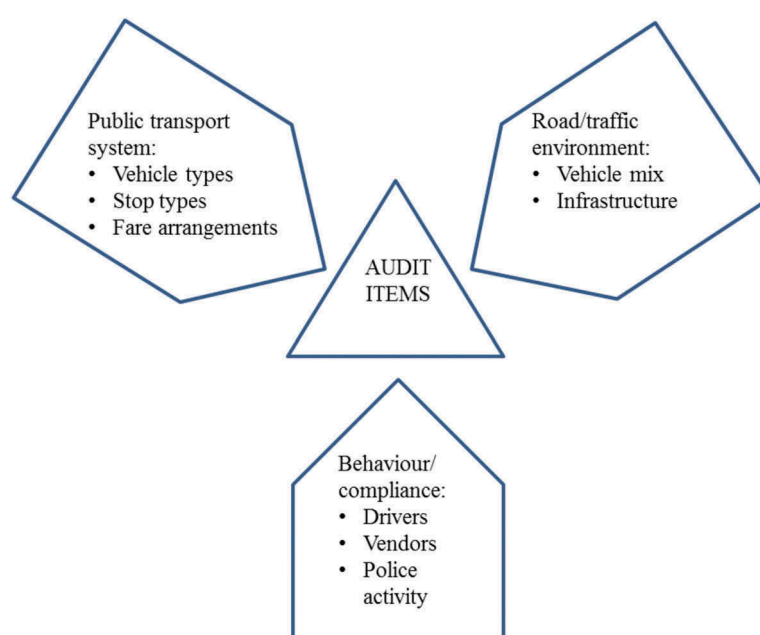 Public transport
system:
• Vehicle types
• Stop types
• Fare arrangements
Road/traffic
environment:
• Vehicle mix
• Infrastructure
AUDIT
ITEMS
Behaviour/
compliance:
• Drivers
• Vendors
• Police
activity